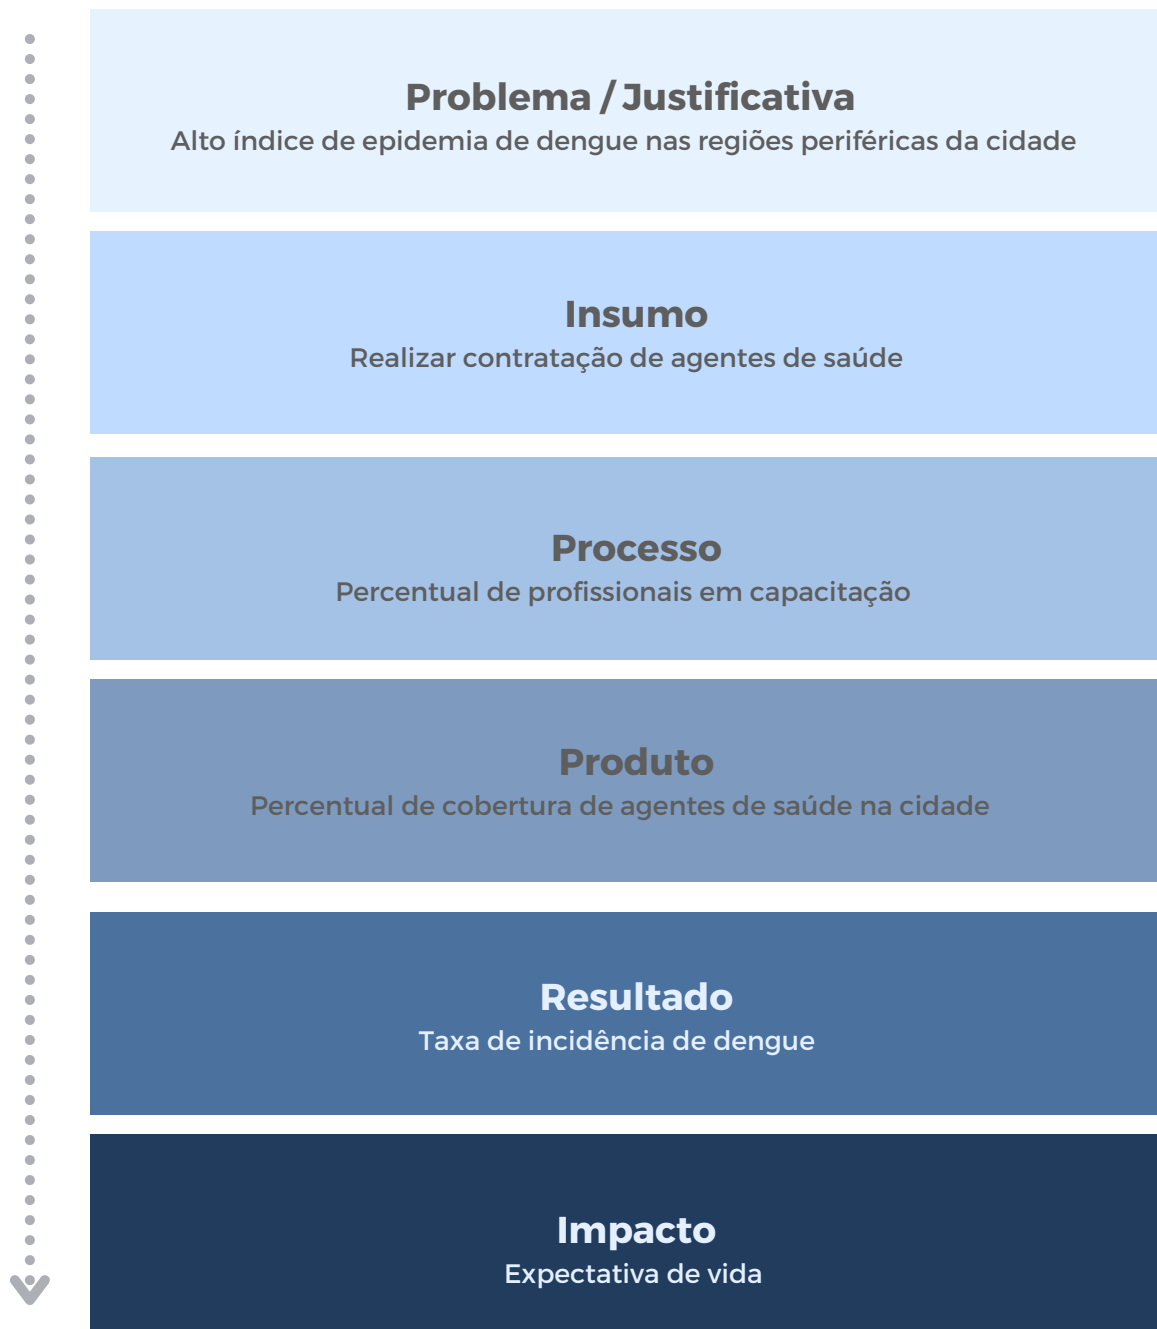 Problema / Justificativa
Alto índice de epidemia de dengue nas regiões periféricas da cidade
Insumo
Realizar contratação de agentes de saúde
Processo
Percentual de profissionais em capacitação
Produto
Percentual de cobertura de agentes de saúde na cidade
Resultado
Taxa de incidência de dengue
Impacto
Expectativa de vida